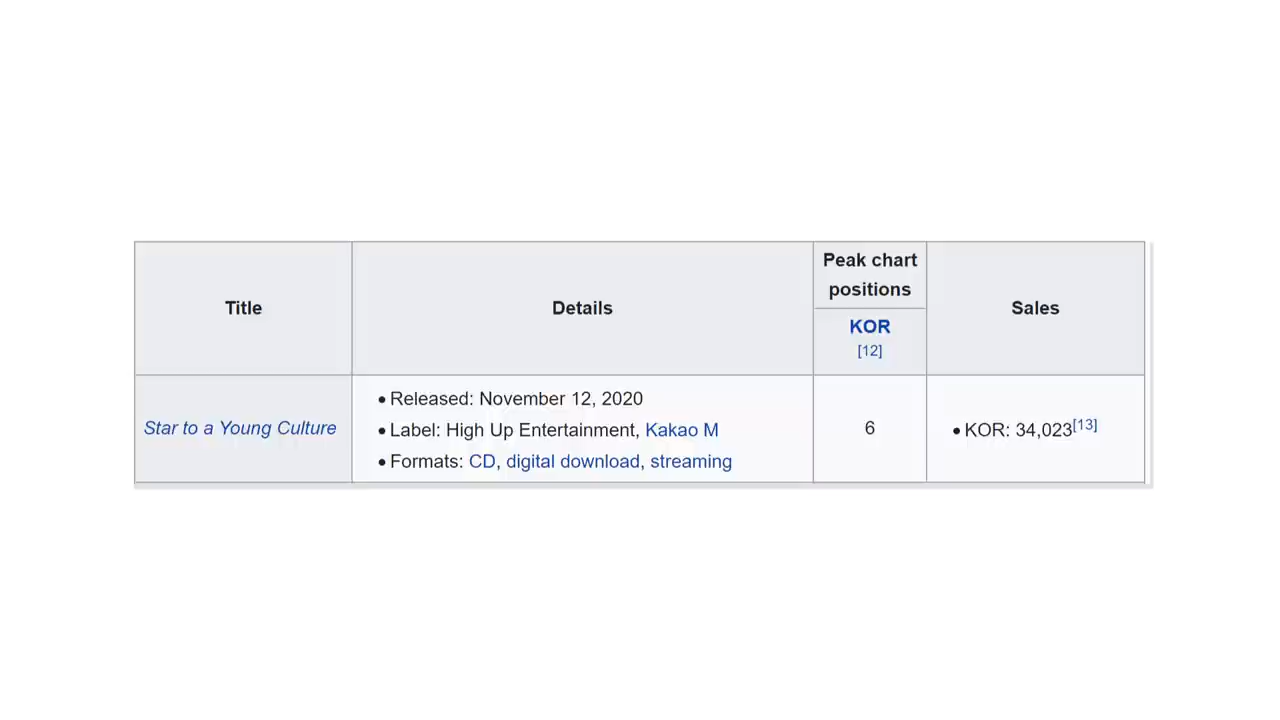 Title
Details
Peak chart
positions
KOR
[12]
Sales
Star to a Young Culture
• Released: November 12, 2020
• Label: High Up Entertainment, Kakao M
• Formats: CD, digital download, streaming
6
• KOR: 34,023[13]